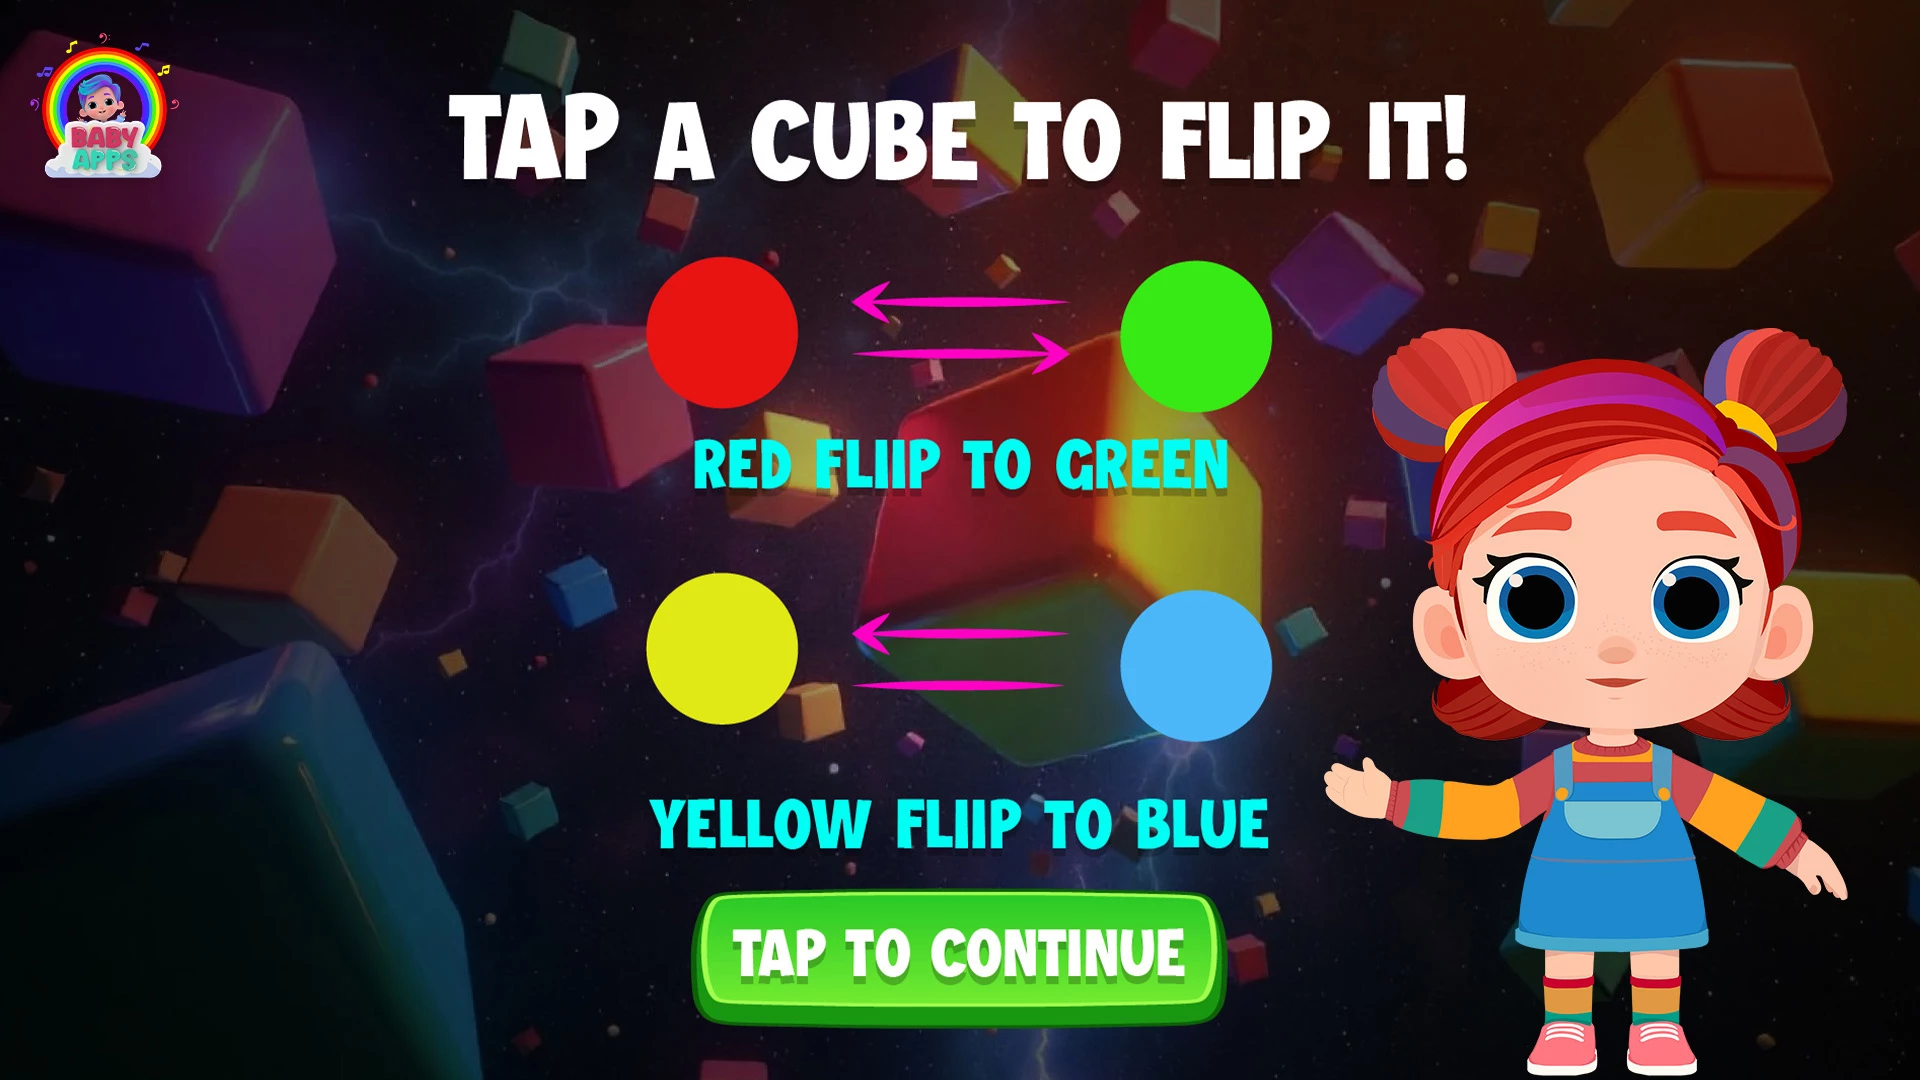 BABY
APPS
TAP A CUBE TO FLIP IT!
RED FLIIP TO GREEN
YELLOW FLIIP TO BLUE
TAP TO CONTINUE